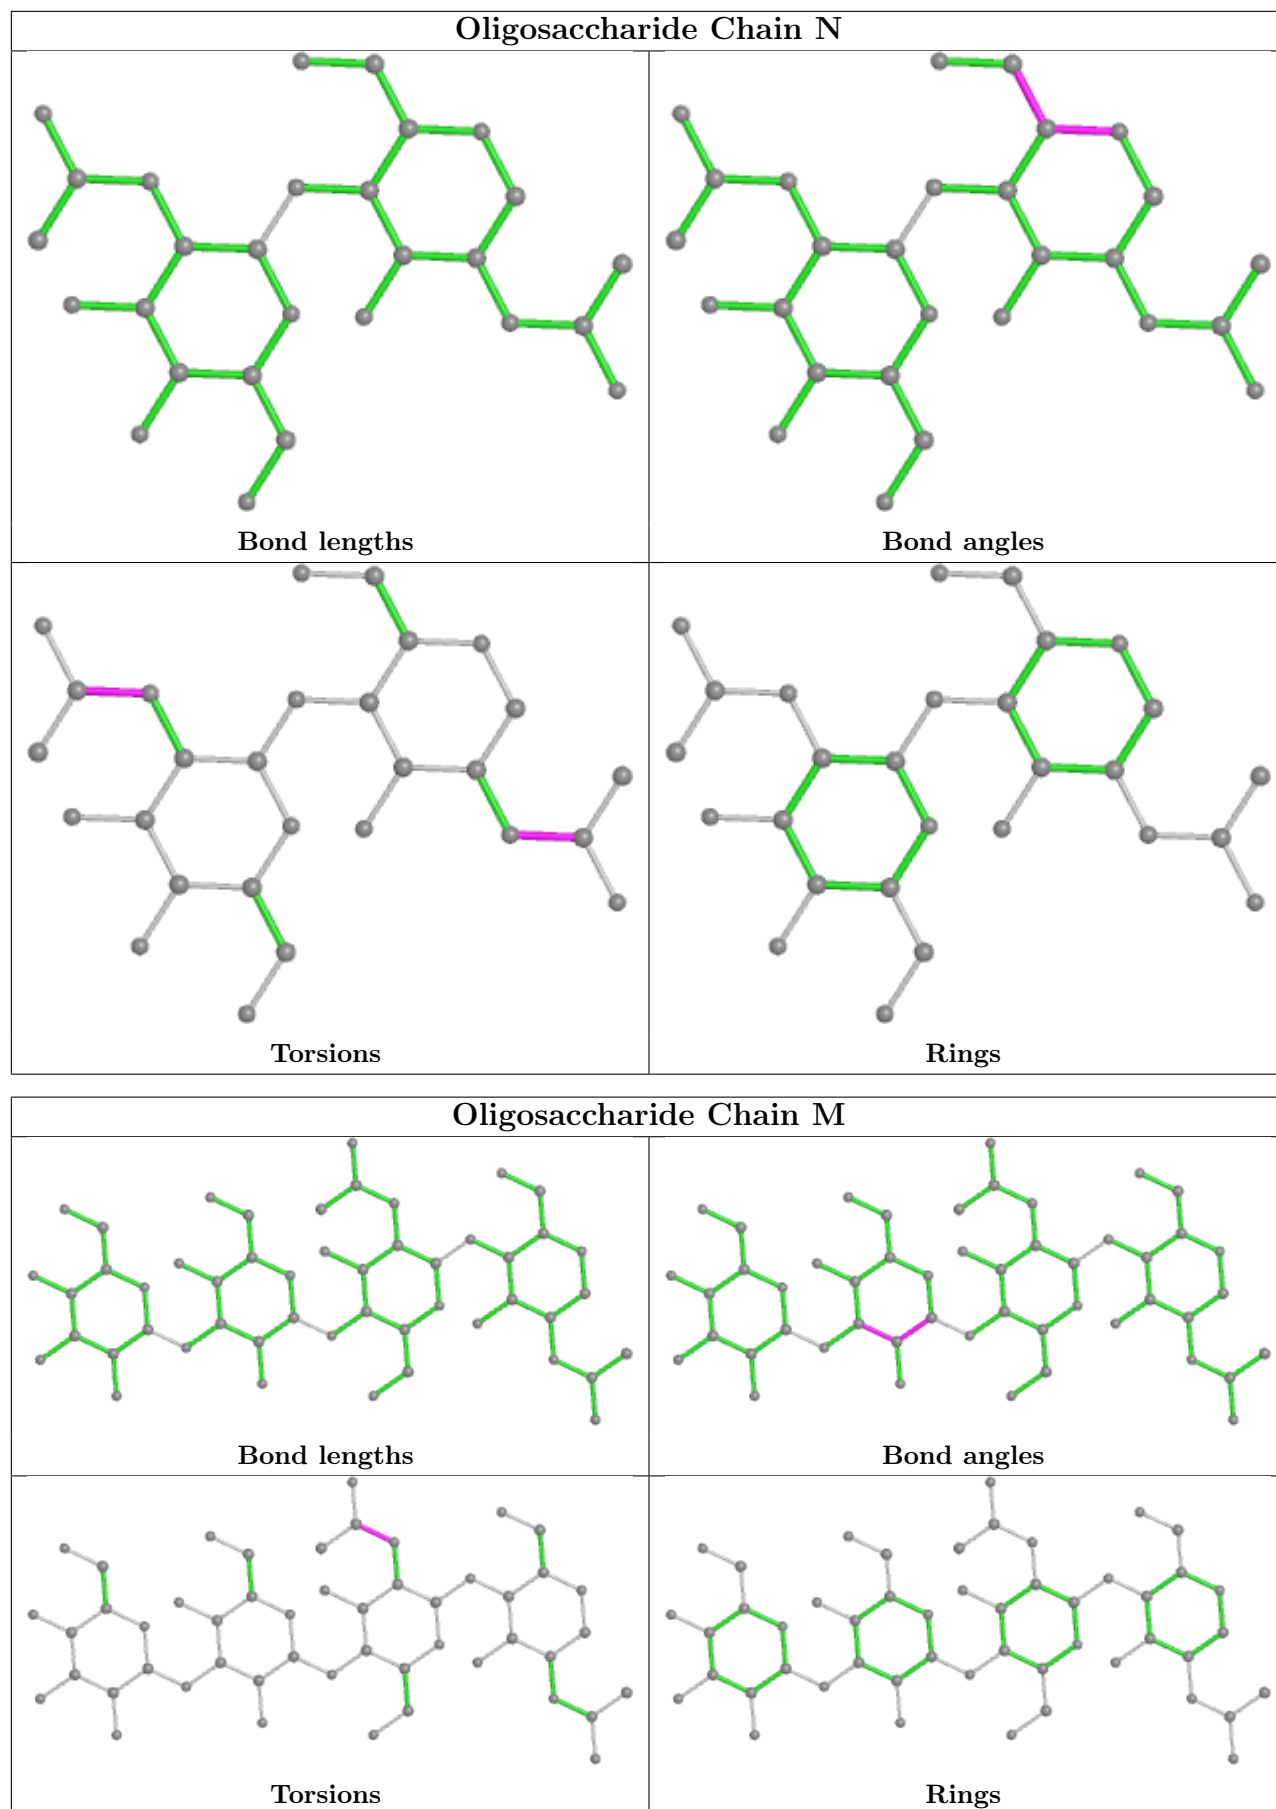 Oligosaccharide Chain N
Bond lengths
Bond angles
Torsions
Rings
Oligosaccharide Chain M
Bond lengths
Bond angles
Torsions
Rings